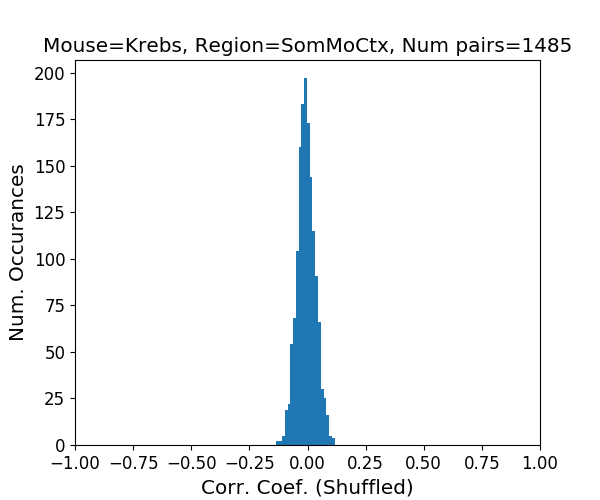 Mouse=Krebs, Region=SomMoCtx, Num pairs=1485
200
175
150
125
100
75
50
25
0
Num. Occurances
−1.00 −0.75 −0.50 −0.25 0.00 0.25 0.50 0.75 1.00
Corr. Coef. (Shuffled)